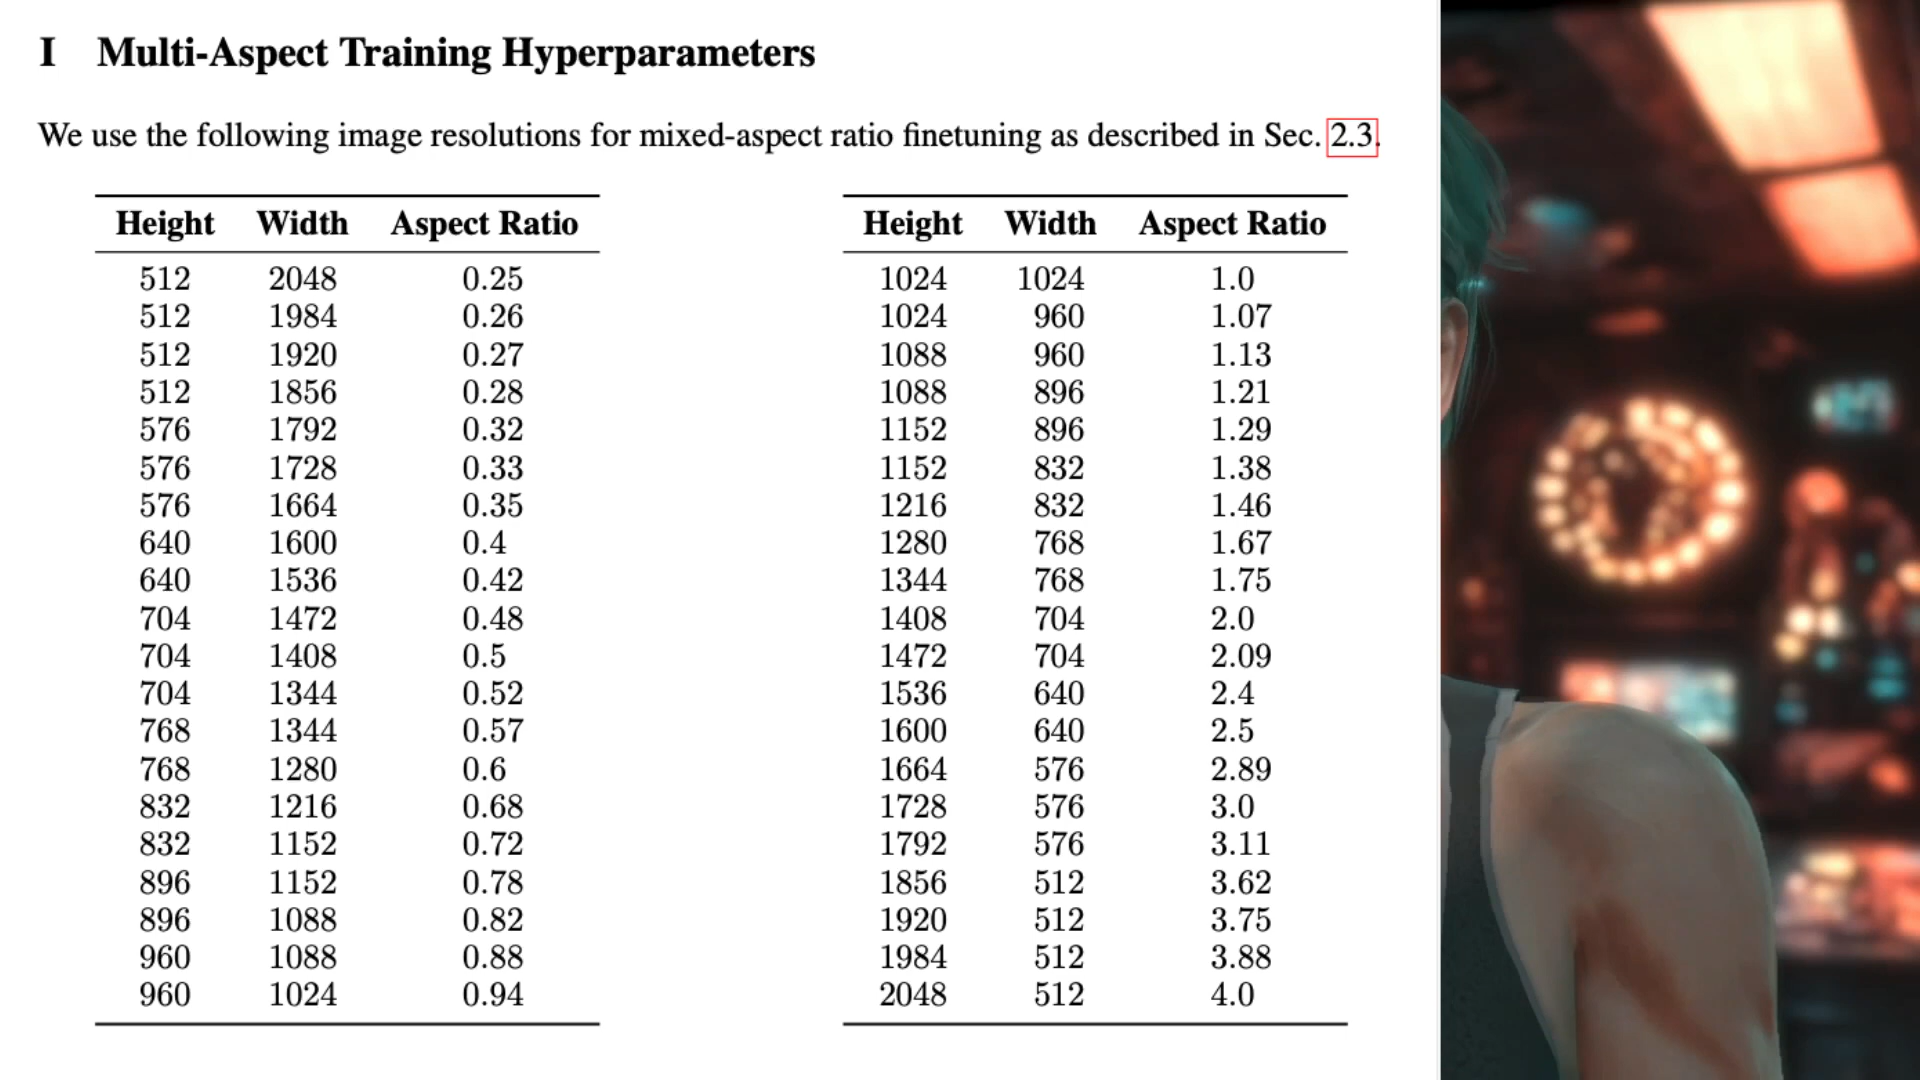 I Multi-Aspect Training Hyperparameters
We use the following image resolutions for mixed-aspect ratio finetuning as described in Sec. 2.3.
Height Width Aspect Ratio
512 2048 0.25
512 1984 0.26
512 1920 0.27
512 1856 0.28
576 1792 0.32
576 1728 0.33
576 1664 0.35
640 1600 0.4
640 1536 0.42
704 1472 0.48
704 1408 0.5
704 1344 0.52
768 1344 0.57
768 1280 0.6
832 1216 0.68
832 1152 0.72
896 1152 0.78
896 1088 0.82
960 1088 0.88
960 1024 0.94
Height Width Aspect Ratio
1024 1024 1.0
1024 960 1.07
1088 960 1.13
1088 896 1.21
1152 896 1.29
1152 832 1.38
1216 832 1.46
1280 768 1.67
1344 768 1.75
1408 704 2.0
1472 704 2.09
1536 640 2.4
1600 640 2.5
1664 576 2.89
1728 576 3.0
1792 576 3.11
1856 512 3.62
1920 512 3.75
1984 512 3.88
2048 512 4.0